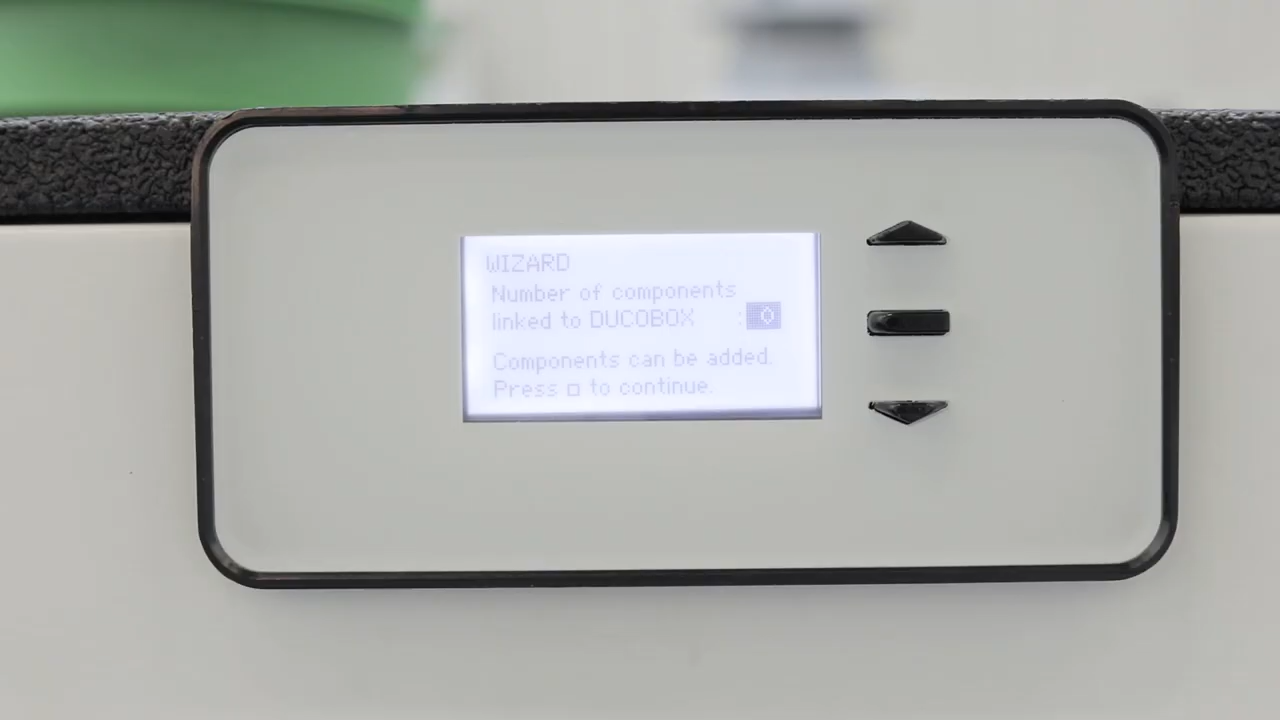 WIZARD
Number of components
linked to DUCOBOX : 0
Components can be added.
Press □ to continue.